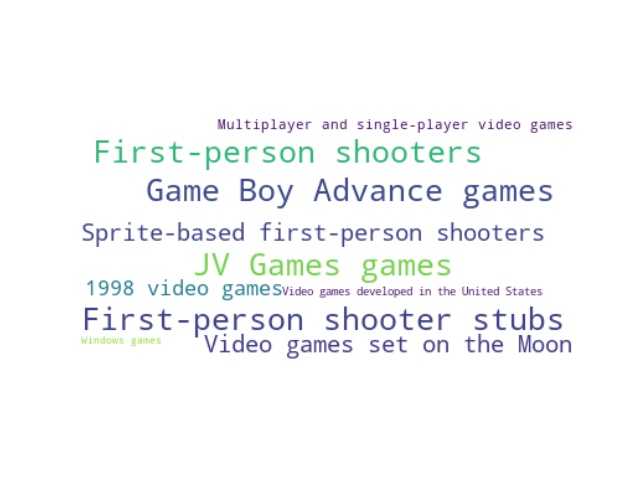 Multiplayer and single-player video games
First-person shooters
Game Boy Advance games
Sprite-based first-person shooters
JV Games games
1998 video games
Video games developed in the United States
First-person shooter stubs
Windows games
Video games set on the Moon